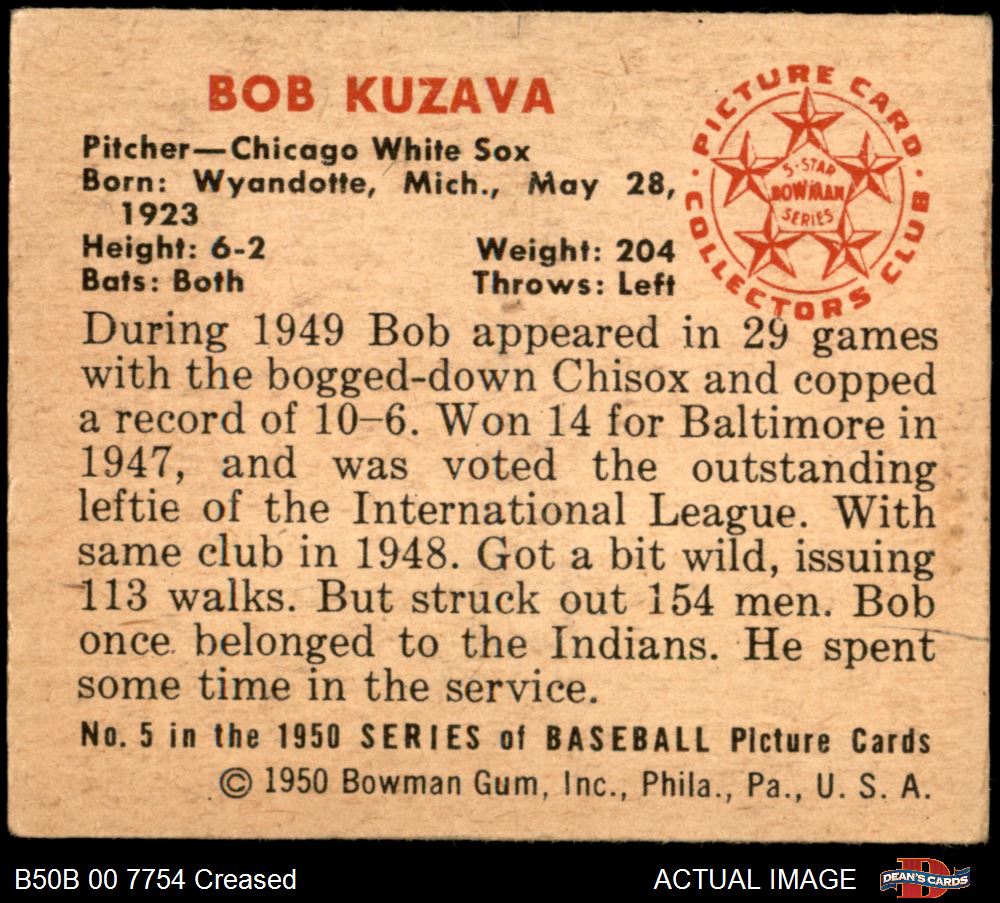 BOB KUZAVA
Pitcher—Chicago White Sox
Born: Wyandotte, Mich., May 28,
1923
Height: 6-2 Weight: 204
Bats: Both Throws: Left
PICTURE CARD
COLLECTORS CLUB
5-STAR
BOWMAN
SERIES
During 1949 Bob appeared in 29 games
with the bogged-down Chisox and copped
a record of 10–6. Won 14 for Baltimore in
1947, and was voted the outstanding
leftie of the International League. With
same club in 1948. Got a bit wild, issuing
113 walks. But struck out 154 men. Bob
once belonged to the Indians. He spent
some time in the service.
No. 5 in the 1950 SERIES of BASEBALL Picture Cards
© 1950 Bowman Gum, Inc., Phila., Pa., U. S. A.
B50B 00 7754 Creased ACTUAL IMAGE
D
DEAN'S CARDS